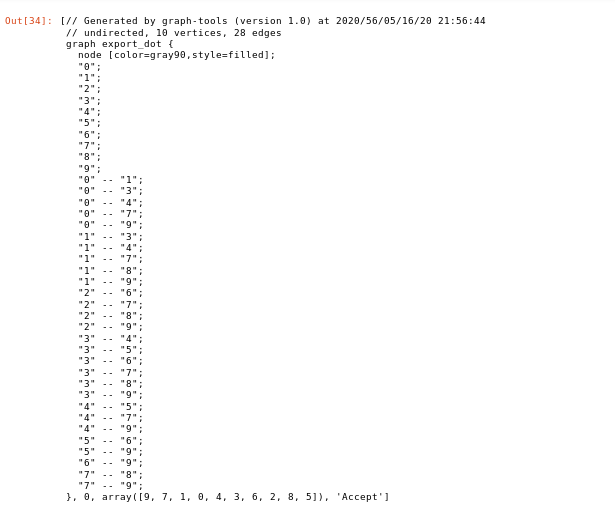 Out[34]: [// Generated by graph-tools (version 1.0) at 2020/56/05/16/20 21:56:44
// undirected, 10 vertices, 28 edges
graph export_dot {
node [color=gray90,style=filled];
"0";
"1";
"2";
"3";
"4";
"5";
"6";
"7";
"8";
"9";
"0" -- "1";
"0" -- "3";
"0" -- "4";
"0" -- "7";
"0" -- "9";
"1" -- "3";
"1" -- "4";
"1" -- "7";
"1" -- "8";
"1" -- "9";
"2" -- "6";
"2" -- "7";
"2" -- "8";
"2" -- "9";
"3" -- "4";
"3" -- "5";
"3" -- "6";
"3" -- "7";
"3" -- "8";
"3" -- "9";
"4" -- "5";
"4" -- "7";
"4" -- "9";
"5" -- "6";
"5" -- "9";
"6" -- "9";
"7" -- "8";
"7" -- "9";
}, 0, array([9, 7, 1, 0, 4, 3, 6, 2, 8, 5]), 'Accept']